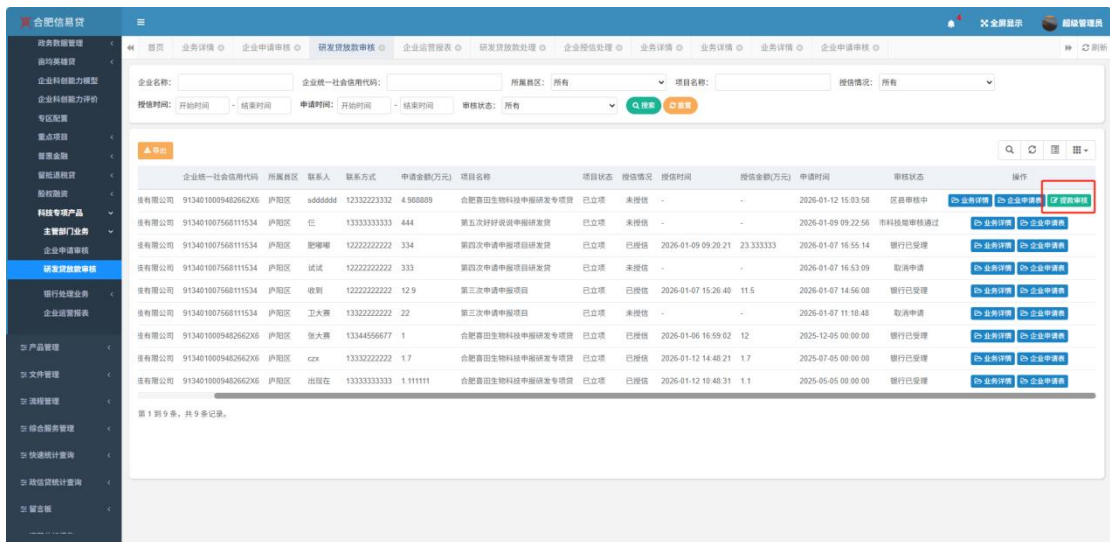 合肥信易贷
4 全屏显示 超级管理员
政务数据管理
亩均英雄贷
企业科创能力模型
企业科创能力评价
专区配置
重点项目
普惠金融
留抵退税贷
股权融资
科技专项产品
主管部门业务
企业申请审核
研发贷放款审核
银行处理业务
企业运营报表
产品管理
文件管理
流程管理
综合服务管理
快速统计查询
政信贷统计查询
留言板
首页 业务详情 企业申请审核 研发贷放款审核 企业运营报表 研发贷放款处理 企业授信处理 业务详情 业务详情 业务详情 企业申请审核 刷新
企业名称: 企业统一社会信用代码: 所属县区: 所有 项目名称: 授信情况: 所有
授信时间: 开始时间 - 结束时间 申请时间: 开始时间 - 结束时间 审核状态: 所有 搜索 重置
导出
企业统一社会信用代码 所属县区 联系人 联系方式 申请金额(万元) 项目名称 项目状态 授信情况 授信时间 授信金额(万元) 申请时间 审核状态 操作
技有限公司 9134010009482662X6 庐阳区 sdddddd 12332223332 4.988889 合肥喜田生物科技申报研发专项贷 已立项 未授信 - - 2026-01-12 15:03:58 区县审核中 业务详情 企业申请表 提款审核
技有限公司 913401007568111534 庐阳区 任 13333333333 444 第五次好好说说申报研发贷 已立项 未授信 - - 2026-01-09 09:22:56 市科技局审核通过 业务详情 企业申请表
技有限公司 913401007568111534 庐阳区 肥嘟嘟 12222222222 334 第四次申请申报项目研发贷 已立项 已授信 2026-01-09 09:20:21 23.333333 2026-01-07 16:55:14 银行已受理 业务详情 企业申请表
技有限公司 913401007568111534 庐阳区 试试 12222222222 333 第四次申请申报项目研发贷 已立项 未授信 - - 2026-01-07 16:53:09 取消申请 业务详情 企业申请表
技有限公司 913401007568111534 庐阳区 收到 12222222222 12.9 第三次申请申报项目 已立项 已授信 2026-01-07 15:26:40 11.5 2026-01-07 14:56:08 银行已受理 业务详情 企业申请表
技有限公司 913401007568111534 庐阳区 卫大赛 13322222222 22 第三次申请申报项目 已立项 未授信 - - 2026-01-07 11:18:48 取消申请 业务详情 企业申请表
技有限公司 9134010009482662X6 庐阳区 张大赛 13344556677 1 合肥喜田生物科技申报研发专项贷 已立项 已授信 2026-01-06 16:59:02 12 2025-12-05 00:00:00 银行已受理 业务详情 企业申请表
技有限公司 9134010009482662X6 庐阳区 czx 13332222222 1.7 合肥喜田生物科技申报研发专项贷 已立项 已授信 2026-01-12 14:48:21 1.7 2025-07-05 00:00:00 银行已受理 业务详情 企业申请表
技有限公司 9134010009482662X6 庐阳区 出现在 13333333333 1.111111 合肥喜田生物科技申报研发专项贷 已立项 已授信 2026-01-12 10:48:31 1.1 2025-05-05 00:00:00 银行已受理 业务详情 企业申请表
第 1 到 9 条，共 9 条记录。